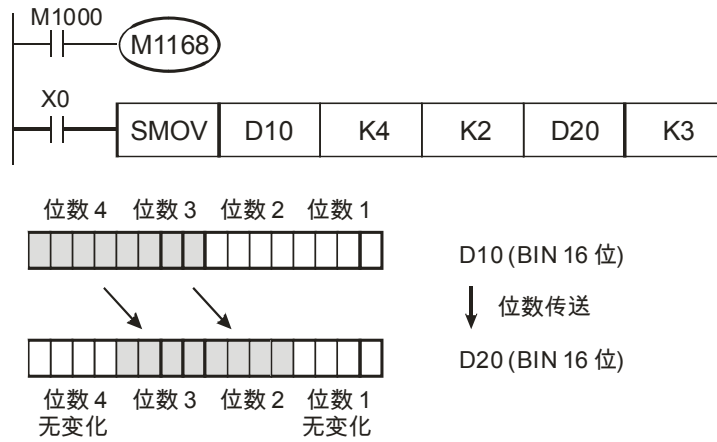 M1000
M1168
X0
SMOV D10 K4 K2 D20 K3
位数 4 位数 3 位数 2 位数 1
D10 (BIN 16 位)
位数传送
D20 (BIN 16 位)
位数 4 位数 3 位数 2 位数 1
无变化 无变化